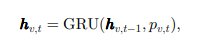 𝒉_{v,t} = GRU(𝒉_{v,t−1}, p_{v,t}),